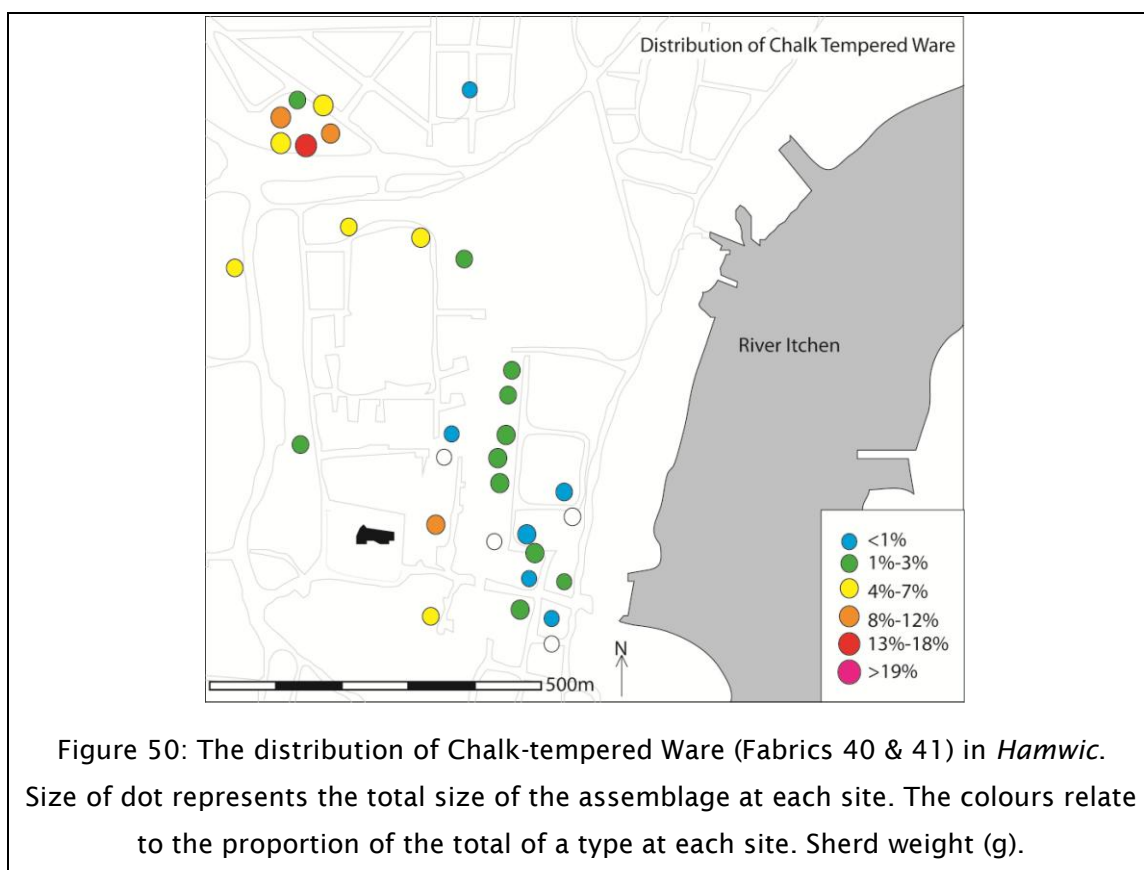 Distribution of Chalk Tempered Ware
River Itchen
<1%
1%-3%
4%-7%
8%-12%
13%-18%
>19%
N
500m
Figure 50: The distribution of Chalk-tempered Ware (Fabrics 40 & 41) in Hamwic.
Size of dot represents the total size of the assemblage at each site. The colours relate
to the proportion of the total of a type at each site. Sherd weight (g).